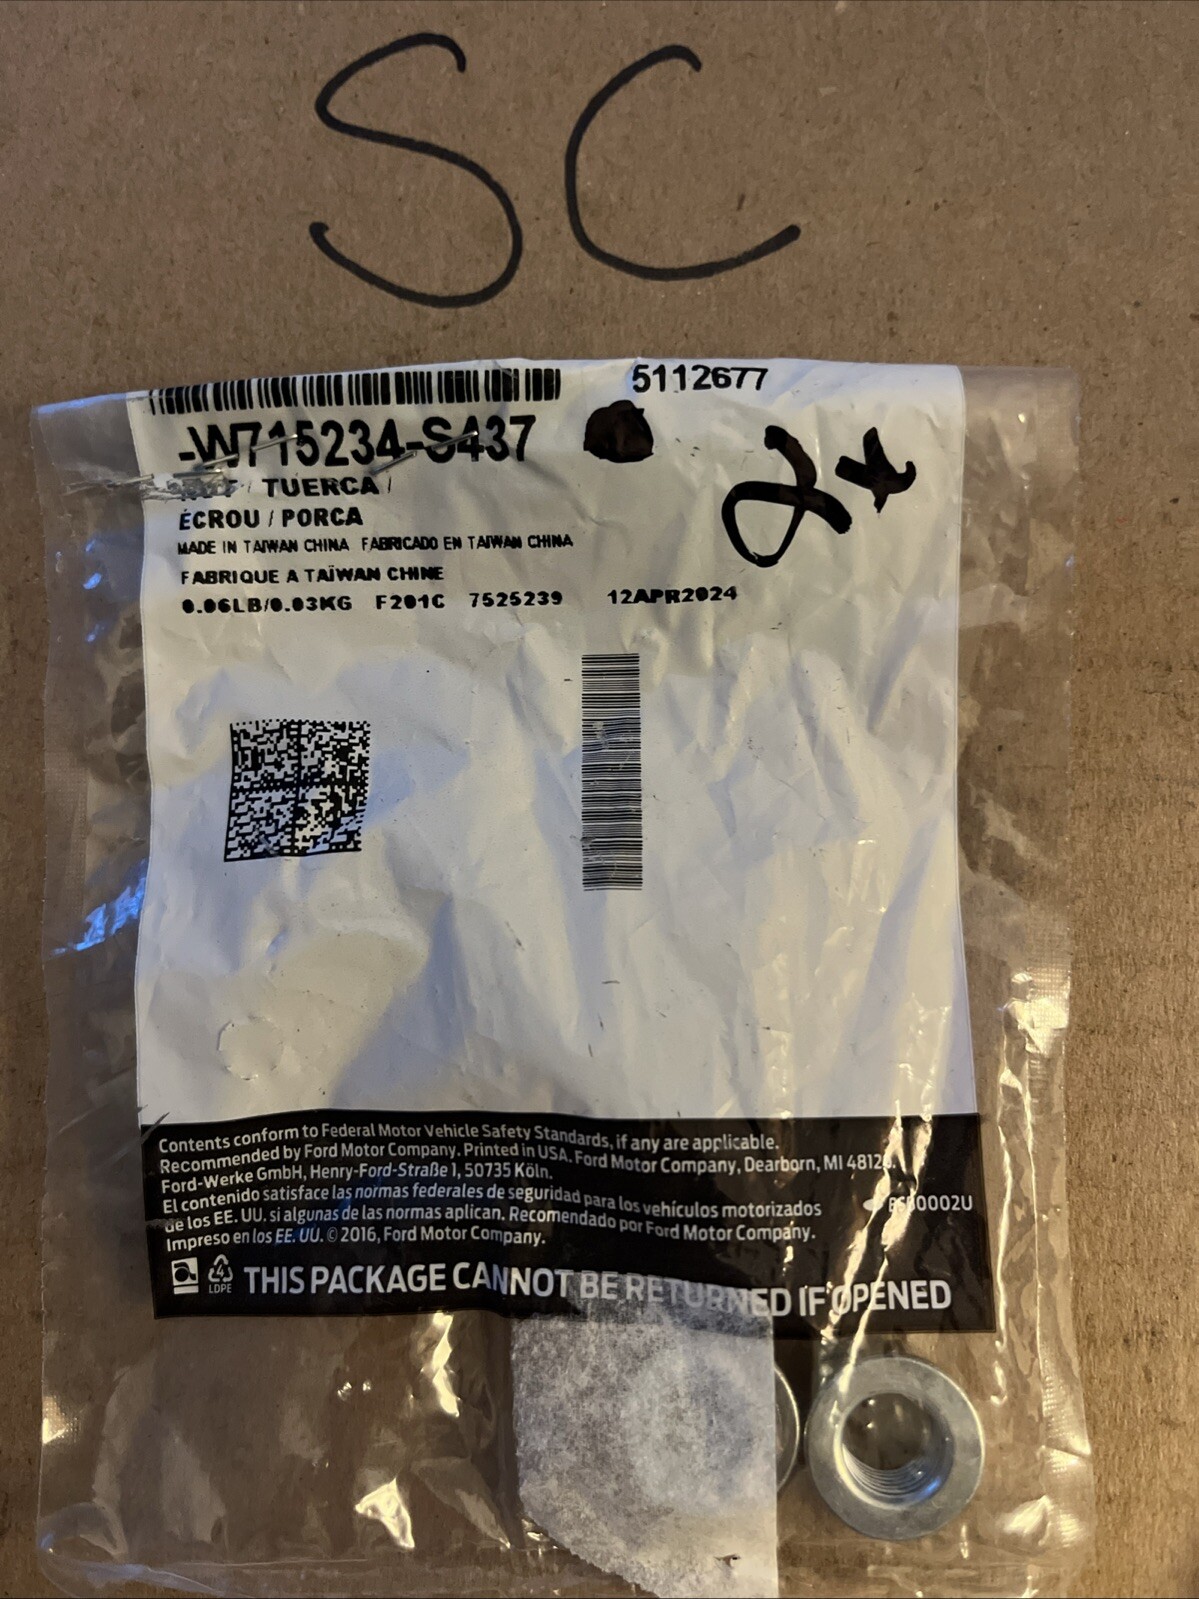 SC
5112677
-W715234-S437
2x
TUERCA /
ÉCROU / PORCA
MADE IN TAIWAN CHINA FABRICADO EN TAIWAN CHINA
FABRIQUE A TAÏWAN CHINE
0.06LB/0.03KG F201C 7525239 12APR2024
Contents conform to Federal Motor Vehicle Safety Standards, if any are applicable.
Recommended by Ford Motor Company. Printed in USA. Ford Motor Company, Dearborn, MI
Ford-Werke GmbH, Henry-Ford-Straße 1, 50735 Köln.
El contenido satisface las normas federales de seguridad para los vehículos motorizados
de los EE. UU. si algunas de las normas aplican. Recomendado por Ford Motor Company.
Impreso en los EE. UU. © 2016, Ford Motor Company.
4
LDPE
THIS PACKAGE CANNOT BE RETURNED IF OPENED